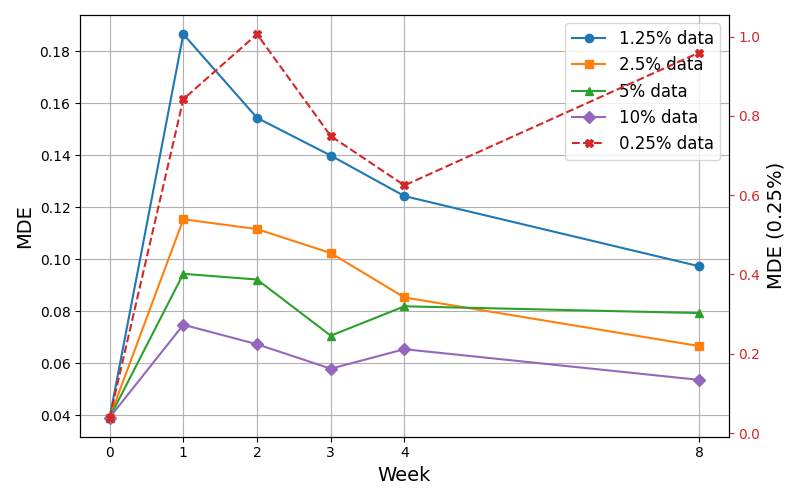 MDE
0.18
0.16
0.14
0.12
0.10
0.08
0.06
0.04
0
1
2
3
4
8
Week
1.25% data
2.5% data
5% data
10% data
0.25% data
1.0
0.8
0.6
0.4
0.2
0.0
MDE (0.25%)